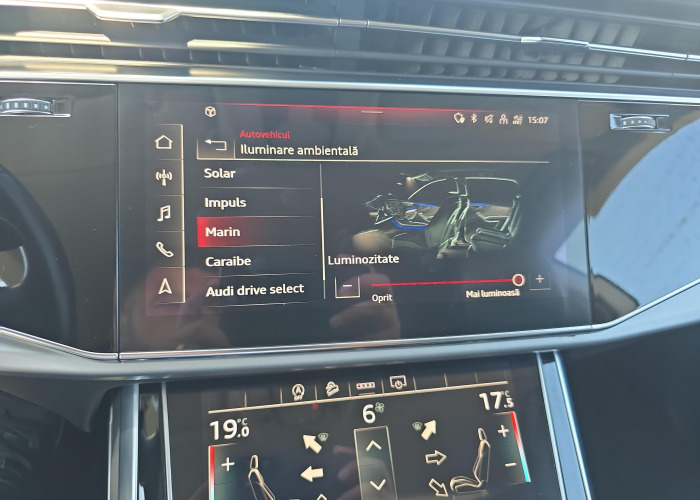 15:07
Autovehicul
Iluminare ambientală
Solar
Impuls
Marin
Caraibe
Audi drive select
Luminozitate
− +
Oprit
Mai luminoasă
19.0°C
6
17.5°C
+
+
−